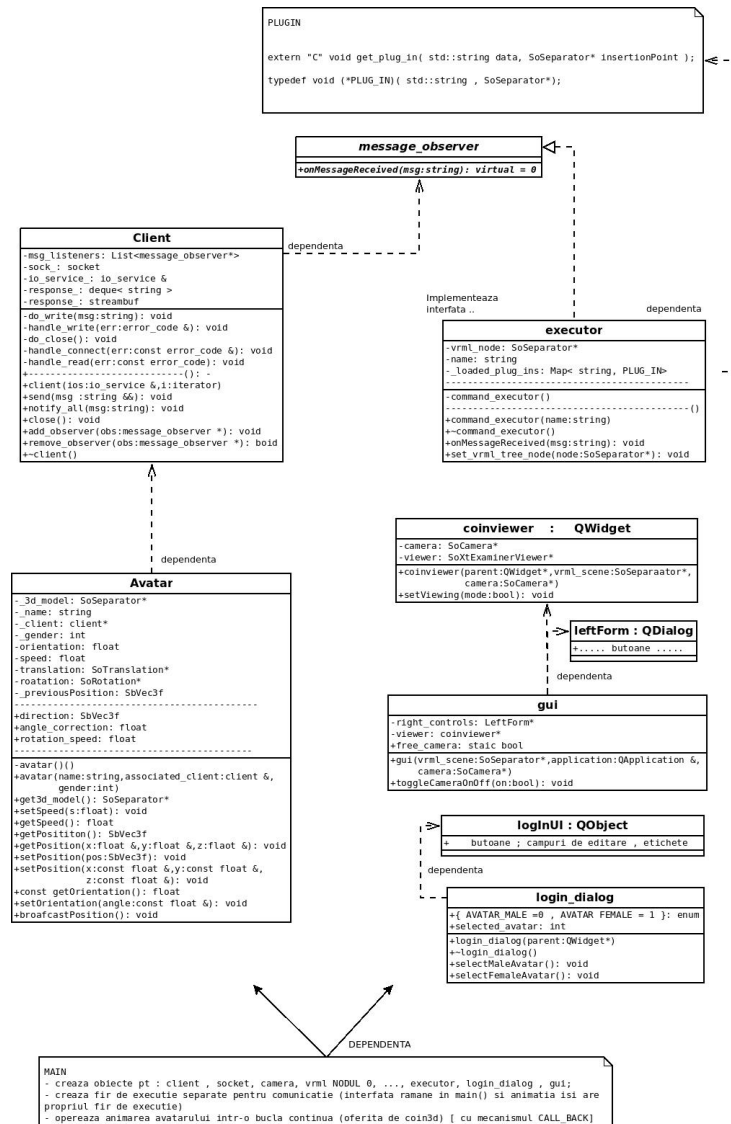 PLUGIN
extern "C" void get_plug_in( std::string data, SoSeparator* insertionPoint );
typedef void (*PLUG_IN)( std::string , SoSeparator*);
message_observer
+onMessageReceived(msg:string): virtual = 0
Client
-msg_listeners: List<message_observer*>
-sock_: socket
-io_service_: io_service &
-response_: deque< string >
-response_: streambuf
-do_write(msg:string): void
-handle_write(err:error_code &): void
-do_close(): void
-handle_connect(err:const error_code &): void
-handle_read(err:const error_code): void
+---------------------------(): -
+client(ios:io_service &,i:iterator)
+send(msg :string &&): void
+notify_all(msg:string): void
+close(): void
+add_observer(obs:message_observer *): void
+remove_observer(obs:message_observer *): boid
+~client()
dependenta
Implementeaza
Interfata ..
dependenta
executor
-vrml_node: SoSeparator*
-name: string
-_loaded_plug_ins: Map< string, PLUG_IN>
-------------------------------------------
-command_executor()
-------------------------------------------()
+command_executor(name:string)
+~command_executor()
+onMessageReceived(msg:string): void
+set_vrml_tree_node(node:SoSeparator*): void
dependenta
Avatar
-_3d_model: SoSeparator*
-_name: string
-_client: client*
-_gender: int
-orientation: float
-speed: float
-translation: SoTranslation*
-roatation: SoRotation*
-_previousPosition: SbVec3f
-------------------------------------------
+direction: SbVec3f
+angle_correction: float
+rotation_speed: float
------------------------------------------
-avatar()()
+avatar(name:string,associated_client:client &,
gender:int)
+get3d_model(): SoSeparator*
+setSpeed(s:float): void
+getSpeed(): float
+getPosititon(): SbVec3f
+getPosition(x:float &,y:float &,z:flaot &): void
+setPosition(pos:SbVec3f): void
+setPosition(x:const float &,y:const float &,
z:const float &): void
+const getOrientation(): float
+setOrientation(angle:const float &): void
+broafcastPosition(): void
coinviewer : QWidget
-camera: SoCamera*
-viewer: SoXtExaminerViewer*
+coinviewer(parent:QWidget*,vrml_scene:SoSeparaator*,
camera:SoCamera*)
+setViewing(mode:bool): void
leftForm : QDialog
+..... butoane .....
dependenta
gui
-right_controls: LeftForm*
-viewer: coinviewer*
+free_camera: staic bool
+gui(vrml_scene:SoSeparator*,application:QApplication &,
camera:SoCamera*)
+toggleCameraOnOff(on:bool): void
logInUI : QObject
+ butoane ; campuri de editare , etichete
dependenta
login_dialog
+{ AVATAR_MALE =0 , AVATAR FEMALE = 1 }: enum
+selected_avatar: int
+login_dialog(parent:QWidget*)
+~login_dialog()
+selectMaleAvatar(): void
+selectFemaleAvatar(): void
DEPENDENTA
MAIN
- creaza obiecte pt : client , socket, camera, vrml NODUL 0, ..., executor, login_dialog , gui;
- creaza fir de executie separate pentru comunicatie (interfata ramane in main() si animatia isi are
propriul fir de executie)
- opereaza animarea avatarului intr-o bucla continua (oferita de coin3d) [ cu mecanismul CALL_BACK]